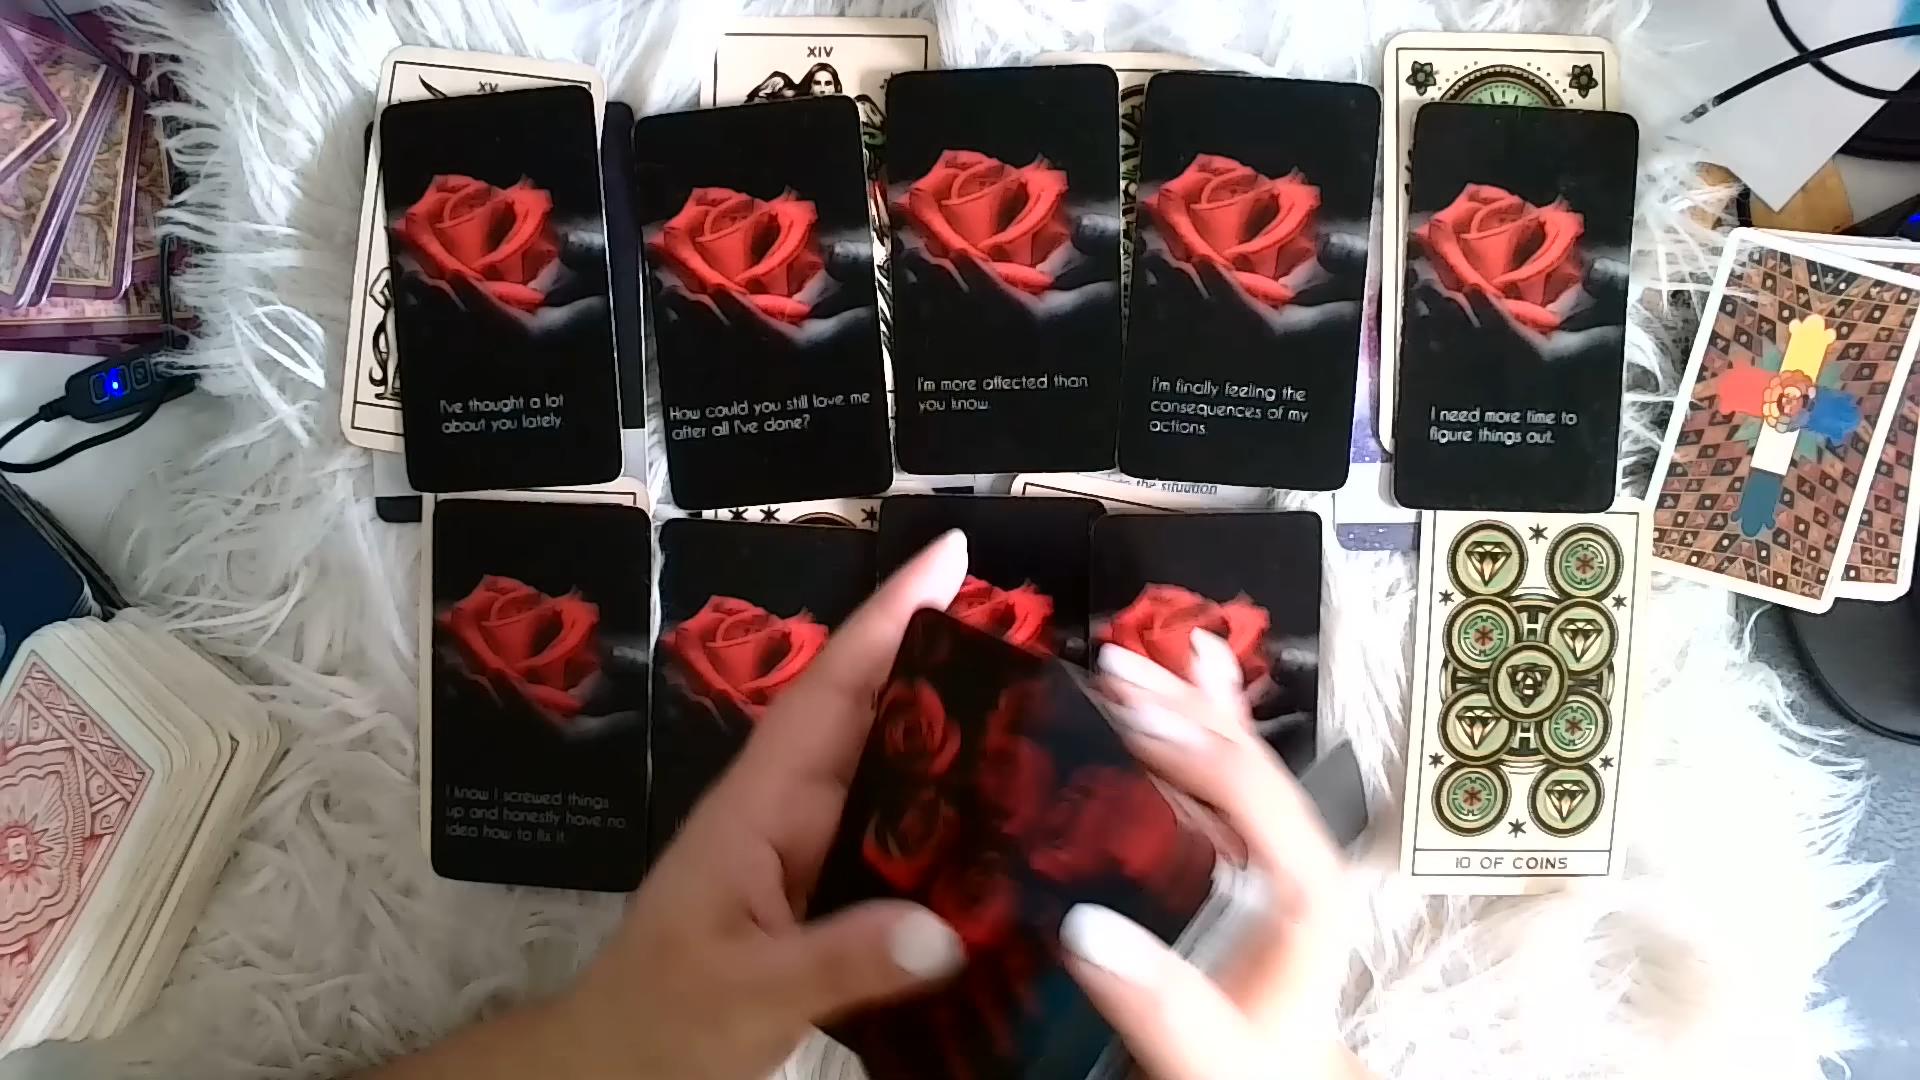 XV
XIV
I've thought a lot
about you lately.
How could you still love me
after all I've done?
I'm more affected than
you know.
I'm finally feeling the
consequences of my
actions.
I need more time to
figure things out.
the situation
I know I screwed things
up and honestly have no
idea how to fix it.
10 OF COINS